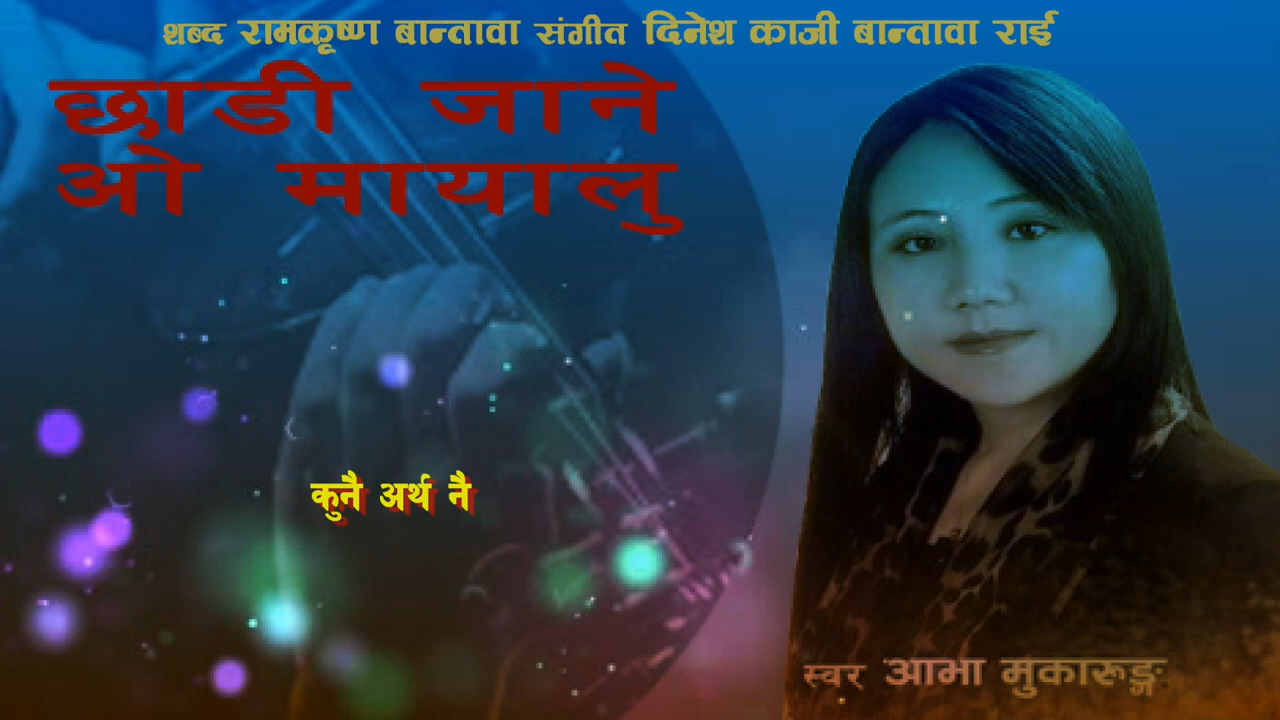 शब्द रामकृष्ण बान्तावा संगीत दिनेश काजी बान्तावा राई
छाडी जाने
ओ मायालु
कुनै अर्थ नै
स्वर आभा मुकारूङ्ग